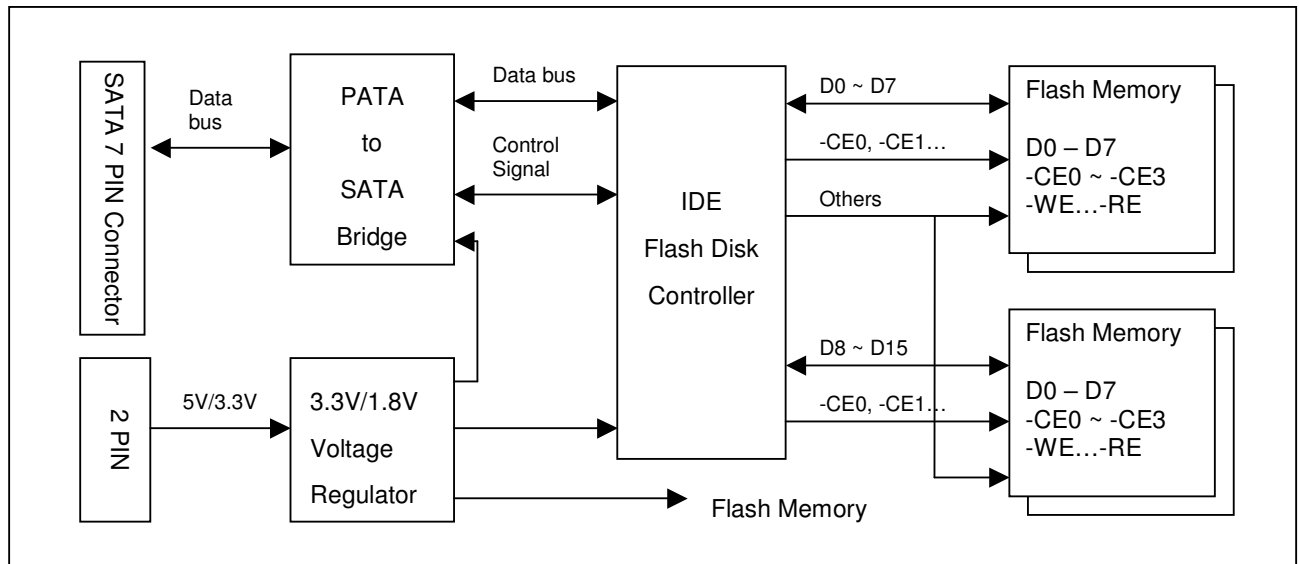 SATA 7 PIN Connector
Data
bus
PATA
to
SATA
Bridge
Data bus
Control
Signal
IDE
Flash Disk
Controller
D0 ~ D7
-CE0, -CE1…
Others
Flash Memory
D0 – D7
-CE0 ~ -CE3
-WE…-RE
2 PIN
5V/3.3V
3.3V/1.8V
Voltage
Regulator
Flash Memory
D8 ~ D15
-CE0, -CE1…
Flash Memory
D0 – D7
-CE0 ~ -CE3
-WE…-RE